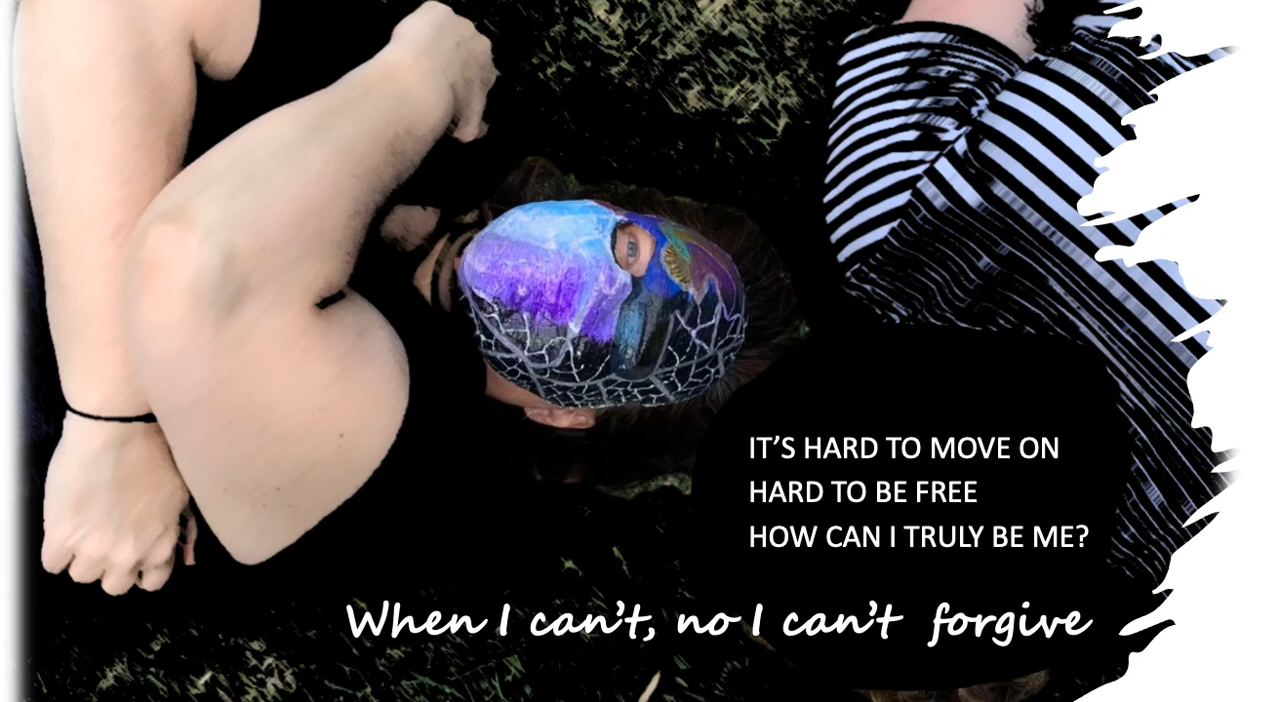 IT’S HARD TO MOVE ON
HARD TO BE FREE
HOW CAN I TRULY BE ME?
When I can’t, no I can’t forgive